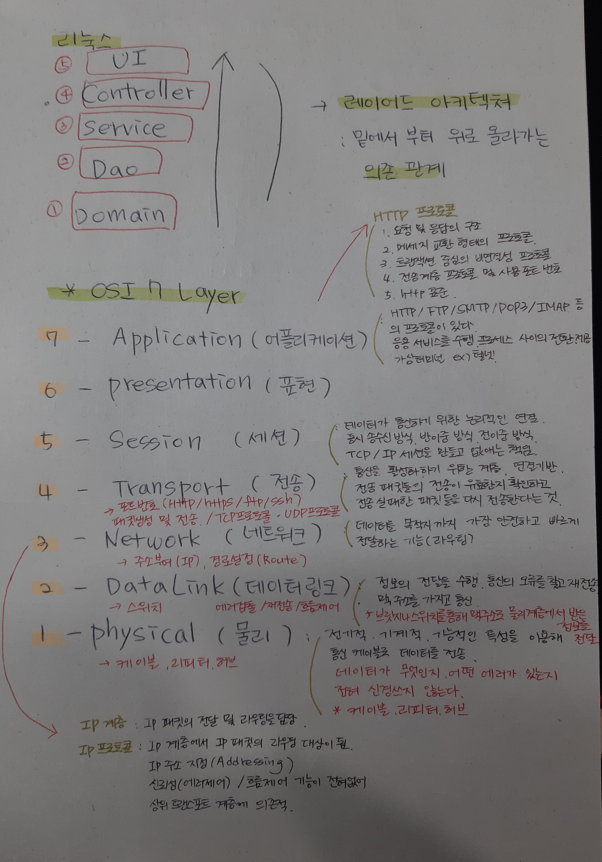 리눅스
⑤ UI
④ Controller
③ Service
② Dao
① Domain
→ 레이어드 아키텍처
: 밑에서 부터 위로 올라가는
의존 관계
* OSI 7 Layer
HTTP 프로토콜
1. 요청 및 응답의 구조
2. 메세지 교환 형태의 프로토콜
3. 트랜잭션 중심의 비연결성 프로토콜
4. 전송계층 프로토콜 및 사용 포트 번호
5. http 표준
7 - Application (어플리케이션)
HTTP / FTP / SMTP / POP3 / IMAP 등
의 프로토콜이 있다.
응용 서비스를 수행 프로세스 사이의 전달
가상터미널 ex) 텔넷
6 - presentation (표현)
5 - Session (세션)
: 데이터가 통신하기 위한 논리적인 연결
동시 송수신 방식, 반이중 방식, 전이중 방식,
TCP / IP 세션을 만들고 없애는 책임
4 - Transport (전송)
→ 포트번호 (Http / https / ftp / ssh)
패킷생성 및 전송 / TCP프로토콜 · UDP프로토콜
: 통신을 활성화하기 위한 계층, 연결기반
전송 패킷들의 전송이 유효한지 확인하고
전송 실패한 패킷들을 다시 전송한다는 것.
3 - Network (네트워크)
→ 주소부여 (IP), 경로설정 (Route)
: 데이터를 목적지까지 가장 안전하고 빠르게
전달하는 기능 (라우팅)
2 - DataLink (데이터링크)
→ 스위치 에러검출 / 재전송 / 흐름제어
: 정보의 전달을 수행, 통신의 오류를 찾고 재전송
맥주소를 가지고 통신
* 브릿지나 스위치를 통해 맥주소로 물리계층에서 받은
정보를 전달
1 - physical (물리)
→ 케이블, 리피터, 허브
: 전기적, 기계적, 기능적인 특성을 이용해
통신 케이블로 데이터를 전송
데이터가 무엇인지, 어떤 에러가 있는지
전혀 신경쓰지 않는다.
* 케이블, 리피터, 허브
IP 계층 : IP 패킷의 전달 및 라우팅을 담당
IP 프로토콜 : IP 계층에서 IP 패킷의 라우팅 대상이 됨.
IP 주소 지정 (Addressing)
신뢰성 (에러제어) / 흐름제어 기능이 전혀없어
상위 트랜스포트 계층에 의존적.